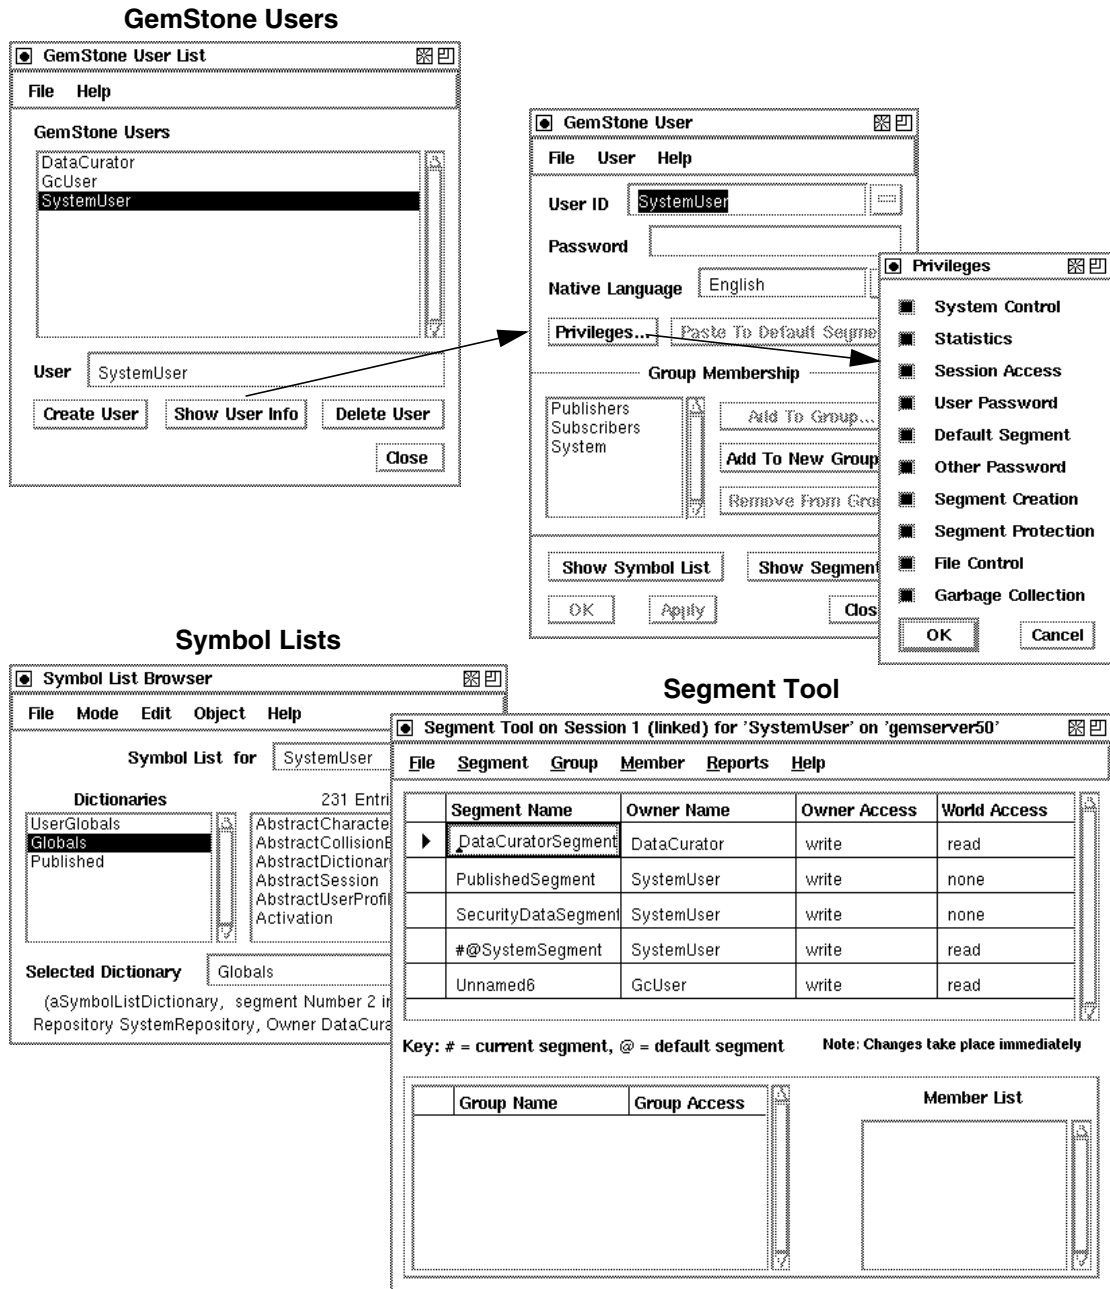 GemStone Users
GemStone User List
File Help
GemStone Users
DataCurator
GcUser
SystemUser
User SystemUser
Create User Show User Info Delete User
Close
GemStone User
File User Help
User ID SystemUser
Password
Native Language English
Privileges... Paste To Default Segme
Group Membership
Publishers
Subscribers
System
Add To Group...
Add To New Group
Remove From Gro
Show Symbol List Show Segment
OK Apply Clos
Privileges
System Control
Statistics
Session Access
User Password
Default Segment
Other Password
Segment Creation
Segment Protection
File Control
Garbage Collection
OK Cancel
Symbol Lists
Symbol List Browser
File Mode Edit Object Help
Symbol List for SystemUser
Dictionaries
UserGlobals
Globals
Published
231 Entri
AbstractCharacte
AbstractCollisionB
AbstractDictionar
AbstractSession
AbstractUserProfil
Activation
Selected Dictionary Globals
(aSymbolListDictionary, segment Number 2 in
Repository SystemRepository, Owner DataCura
Segment Tool
Segment Tool on Session 1 (linked) for 'SystemUser' on 'gemserver50'
File Segment Group Member Reports Help
Segment Name Owner Name Owner Access World Access
DataCuratorSegment DataCurator write read
PublishedSegment SystemUser write none
SecurityDataSegment SystemUser write none
#@SystemSegment SystemUser write read
Unnamed6 GcUser write read
Key: # = current segment, @ = default segment Note: Changes take place immediately
Group Name Group Access
Member List